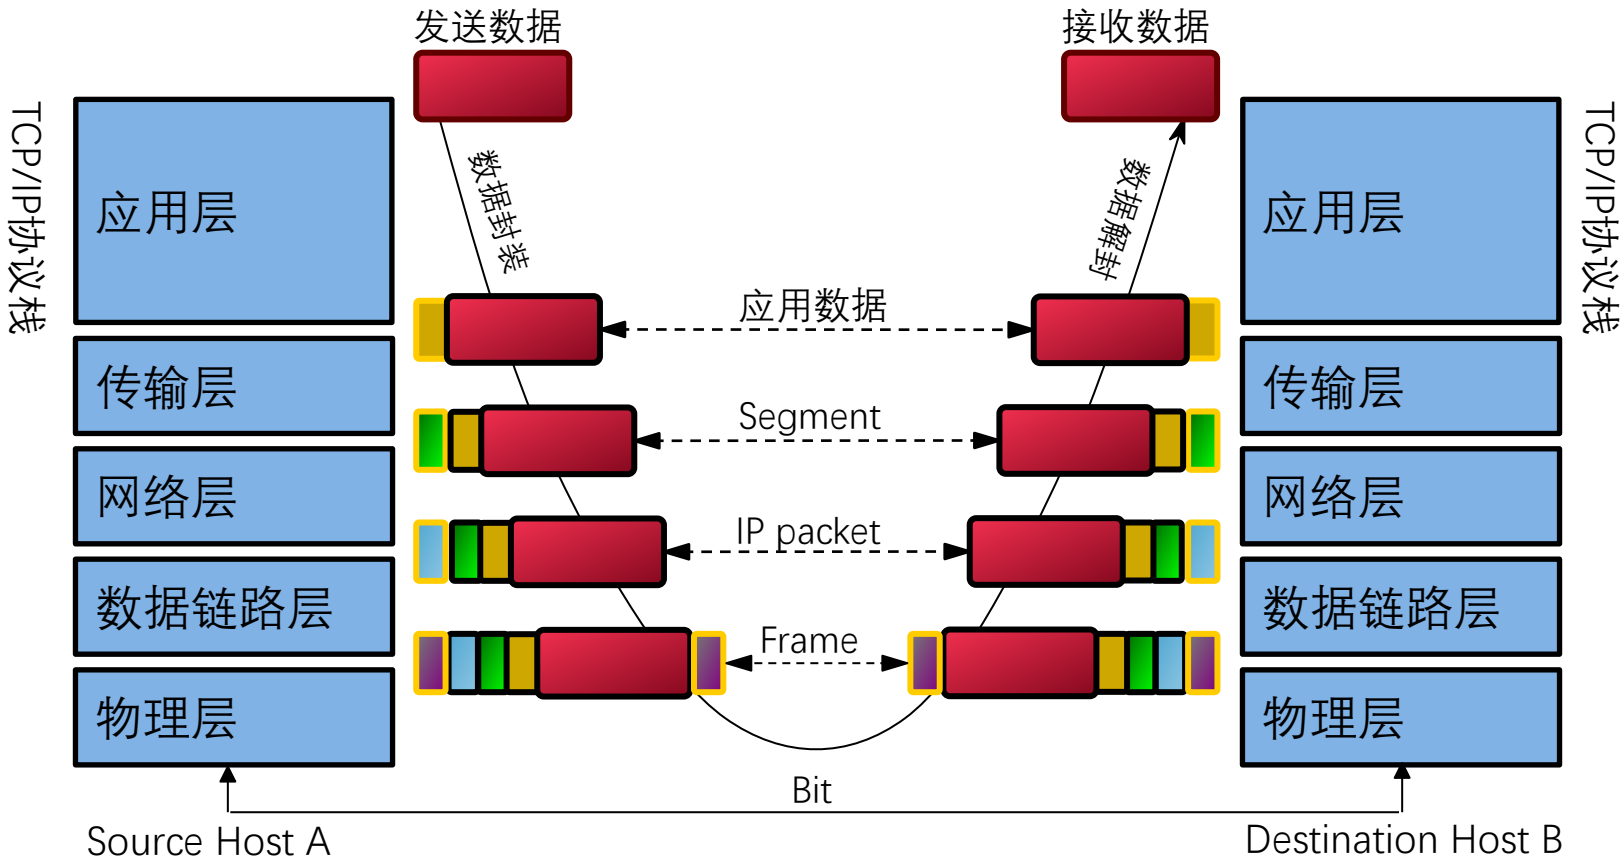 发送数据
接收数据
TCP/IP协议栈
应用层
传输层
网络层
数据链路层
物理层
数据封装
数据解封
应用数据
Segment
IP packet
Frame
Bit
应用层
传输层
网络层
数据链路层
物理层
TCP/IP协议栈
Source Host A
Destination Host B